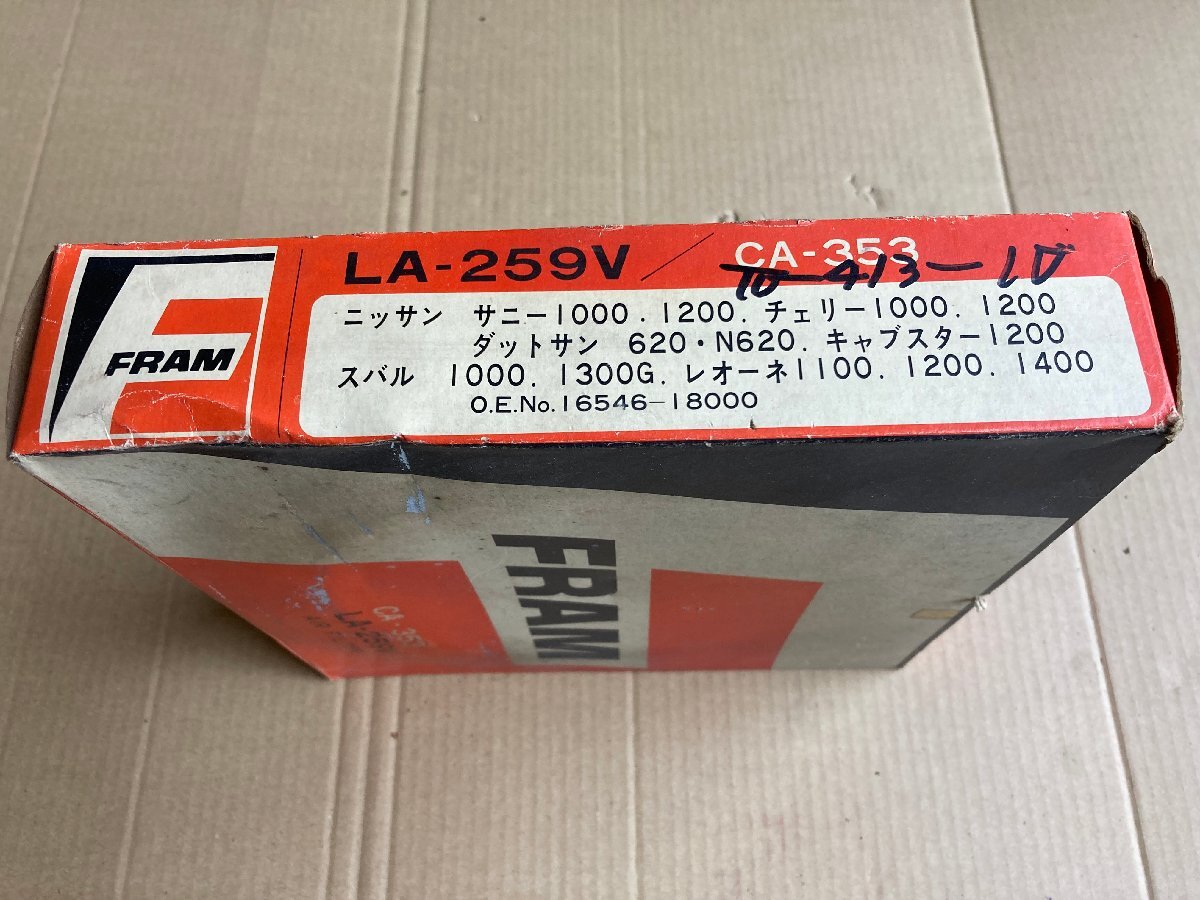 FRAM
LA-259V / CA-353
10-413-1V
ニッサン サニー1000. 1200. チェリー1000. 1200
ダットサン 620・N620. キャブスター1200
スバル 1000. 1300G. レオーネ1100. 1200. 1400
O.E.No.16546-18000
FRAM
LA-259V